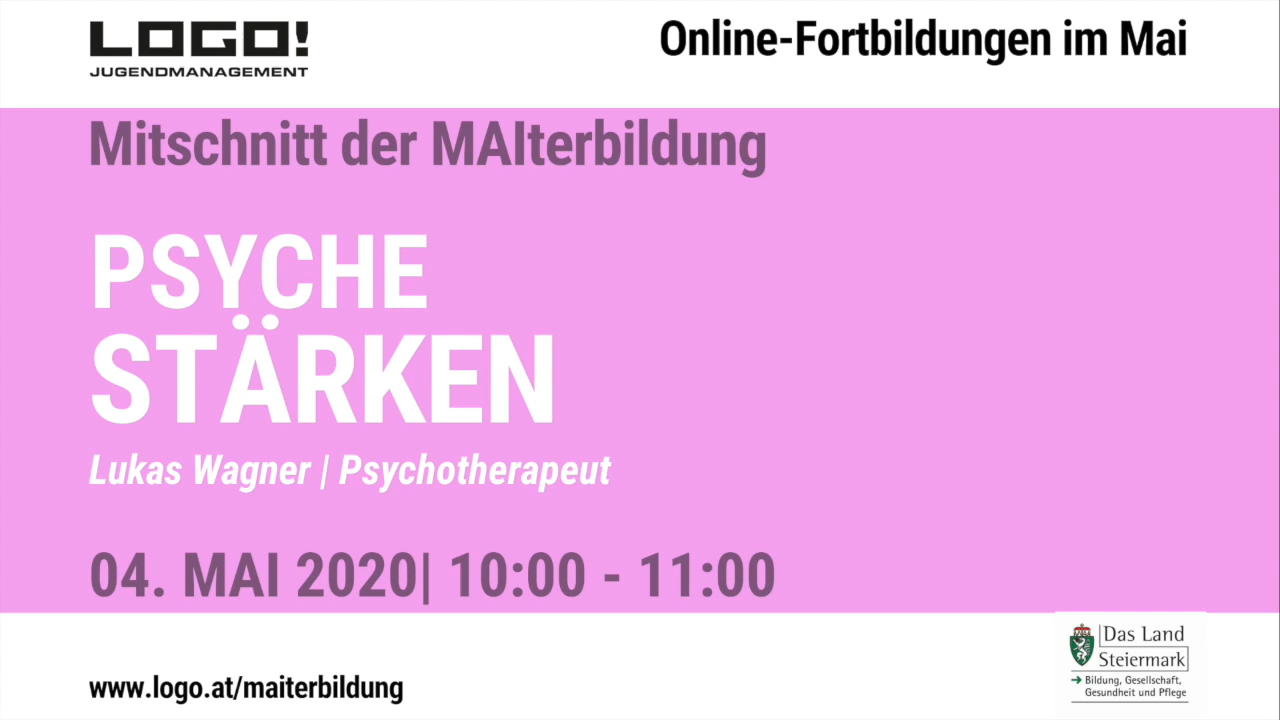 LOGO!
JUGENDMANAGEMENT
Online-Fortbildungen im Mai
Mitschnitt der MAIterbildung
PSYCHE
STÄRKEN
Lukas Wagner | Psychotherapeut
04. MAI 2020| 10:00 - 11:00
www.logo.at/maiterbildung
Das Land
Steiermark
→ Bildung, Gesellschaft,
Gesundheit und Pflege